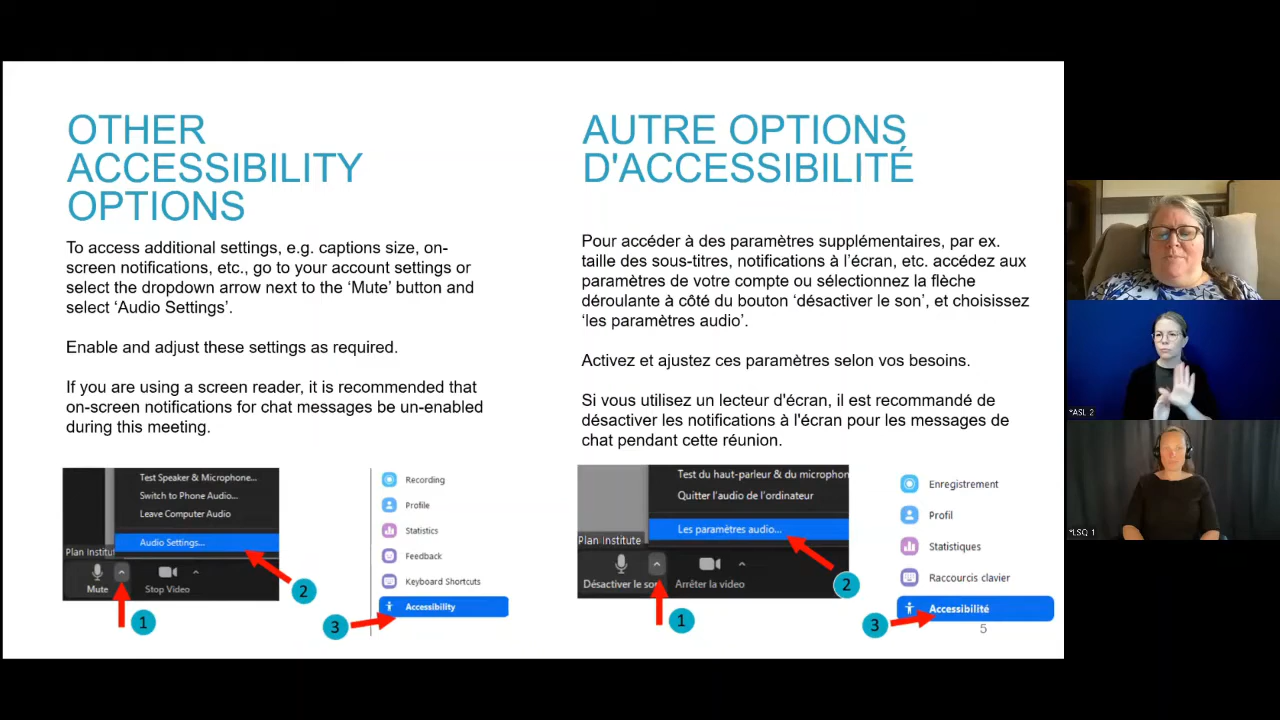 OTHER
ACCESSIBILITY
OPTIONS
To access additional settings, e.g. captions size, on-
screen notifications, etc., go to your account settings or
select the dropdown arrow next to the ‘Mute’ button and
select ‘Audio Settings’.
Enable and adjust these settings as required.
If you are using a screen reader, it is recommended that
on-screen notifications for chat messages be un-enabled
during this meeting.
Test Speaker & Microphone...
Switch to Phone Audio...
Leave Computer Audio
Audio Settings...
Plan Institut
Mute
Stop Video
1
2
Recording
Profile
Statistics
Feedback
Keyboard Shortcuts
Accessibility
3
AUTRE OPTIONS
D'ACCESSIBILITÉ
Pour accéder à des paramètres supplémentaires, par ex.
taille des sous-titres, notifications à l’écran, etc. accédez aux
paramètres de votre compte ou sélectionnez la flèche
déroulante à côté du bouton ‘désactiver le son’, et choisissez
‘les paramètres audio’.
Activez et ajustez ces paramètres selon vos besoins.
Si vous utilisez un lecteur d'écran, il est recommandé de
désactiver les notifications à l'écran pour les messages de
chat pendant cette réunion.
Test du haut-parleur & du microphon
Quitter l'audio de l'ordinateur
Les paramètres audio...
Plan Institute
Désactiver le son
Arrêter la video
1
2
Enregistrement
Profil
Statistiques
Raccourcis clavier
Accessibilité
3
5
*ASL 2
*LSQ 1